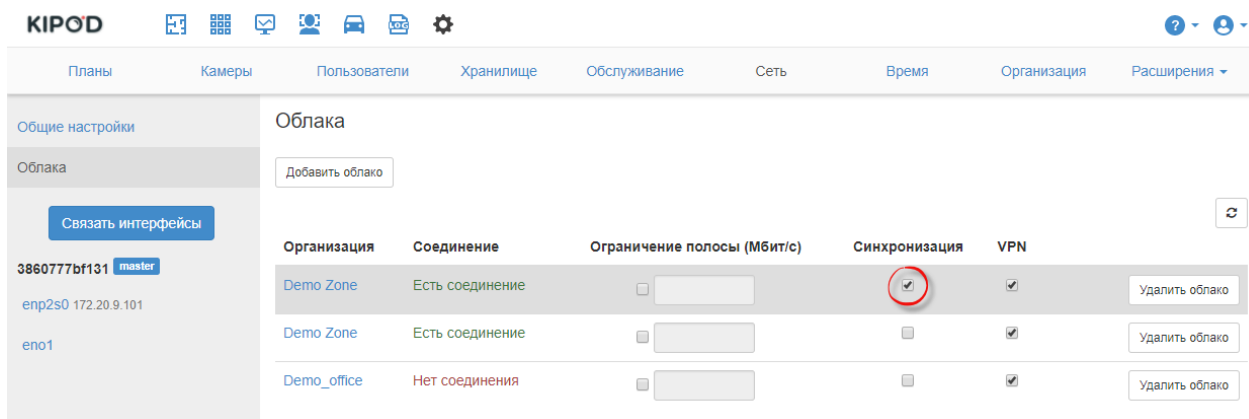 KIPOD LOG ?
Планы Камеры Пользователи Хранилище Обслуживание Сеть Время Организация Расширения
Общие настройки
Облака
Связать интерфейсы
3860777bf131 master
enp2s0 172.20.9.101
eno1
Облака
Добавить облако
Организация Соединение Ограничение полосы (Мбит/с) Синхронизация VPN
Demo Zone Есть соединение Удалить облако
Demo Zone Есть соединение Удалить облако
Demo_office Нет соединения Удалить облако